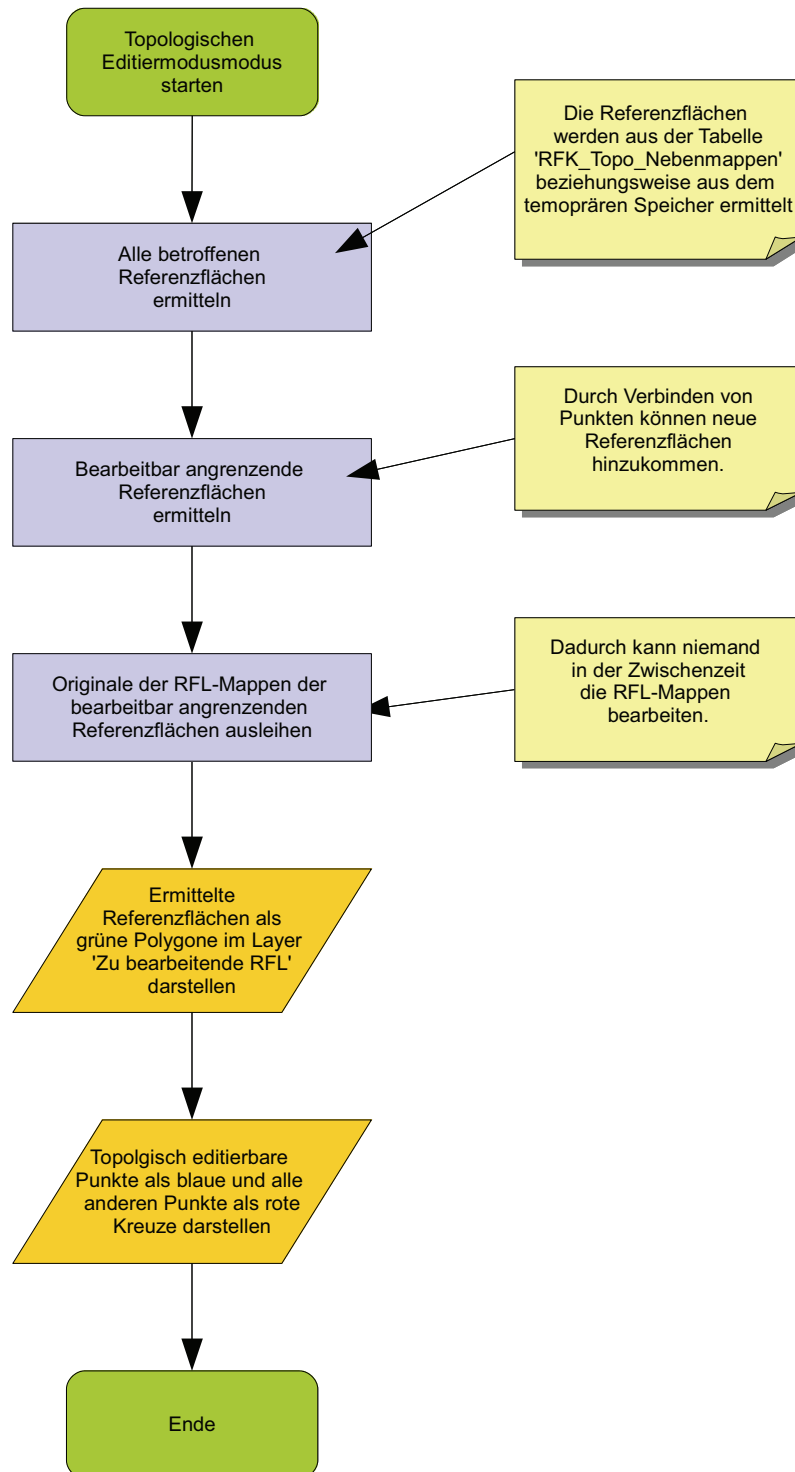 Topologischen
Editiermodusmodus
starten
Die Referenzflächen
werden aus der Tabelle
'RFK_Topo_Nebenmappen'
beziehungsweise aus dem
temoprären Speicher ermittelt
Alle betroffenen
Referenzflächen
ermitteln
Durch Verbinden von
Punkten können neue
Referenzflächen
hinzukommen.
Bearbeitbar angrenzende
Referenzflächen
ermitteln
Dadurch kann niemand
in der Zwischenzeit
die RFL-Mappen
bearbeiten.
Originale der RFL-Mappen der
bearbeitbar angrenzenden
Referenzflächen ausleihen
Ermittelte
Referenzflächen als
grüne Polygone im Layer
'Zu bearbeitende RFL'
darstellen
Topolgisch editierbare
Punkte als blaue und alle
anderen Punkte als rote
Kreuze darstellen
Ende